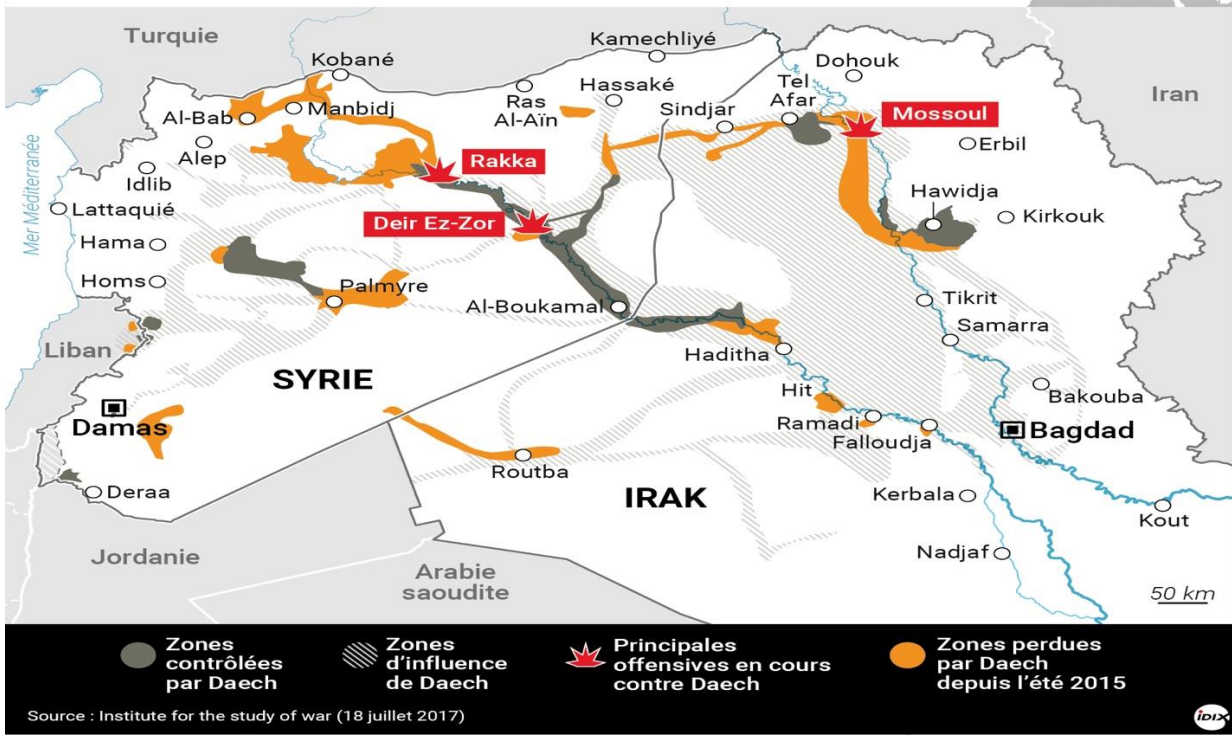 Turquie
Kamechliyé
Kobané
Dohouk
Iran
Hassaké
Tel
Afar
Ras
Al-Aïn
Sindjar
Al-Bab
Manbidj
Mossoul
Alep
Erbil
Rakka
Idlib
Mer Méditerranée
Lattaquié
Hawidja
Kirkouk
Deir Ez-Zor
Hama
Homs
Palmyre
Al-Boukamal
Tikrit
Samarra
Liban
Haditha
SYRIE
Hit
Bakouba
Damas
Ramadi
Falloudja
Bagdad
Routba
Deraa
IRAK
Kerbala
Kout
Jordanie
Nadjaf
Arabie
saoudite
50 km
Zones
contrôlées
par Daech
Zones
d'influence
de Daech
Principales
offensives en cours
contre Daech
Zones perdues
par Daech
depuis l'été 2015
Source : Institute for the study of war (18 juillet 2017)
iDIX